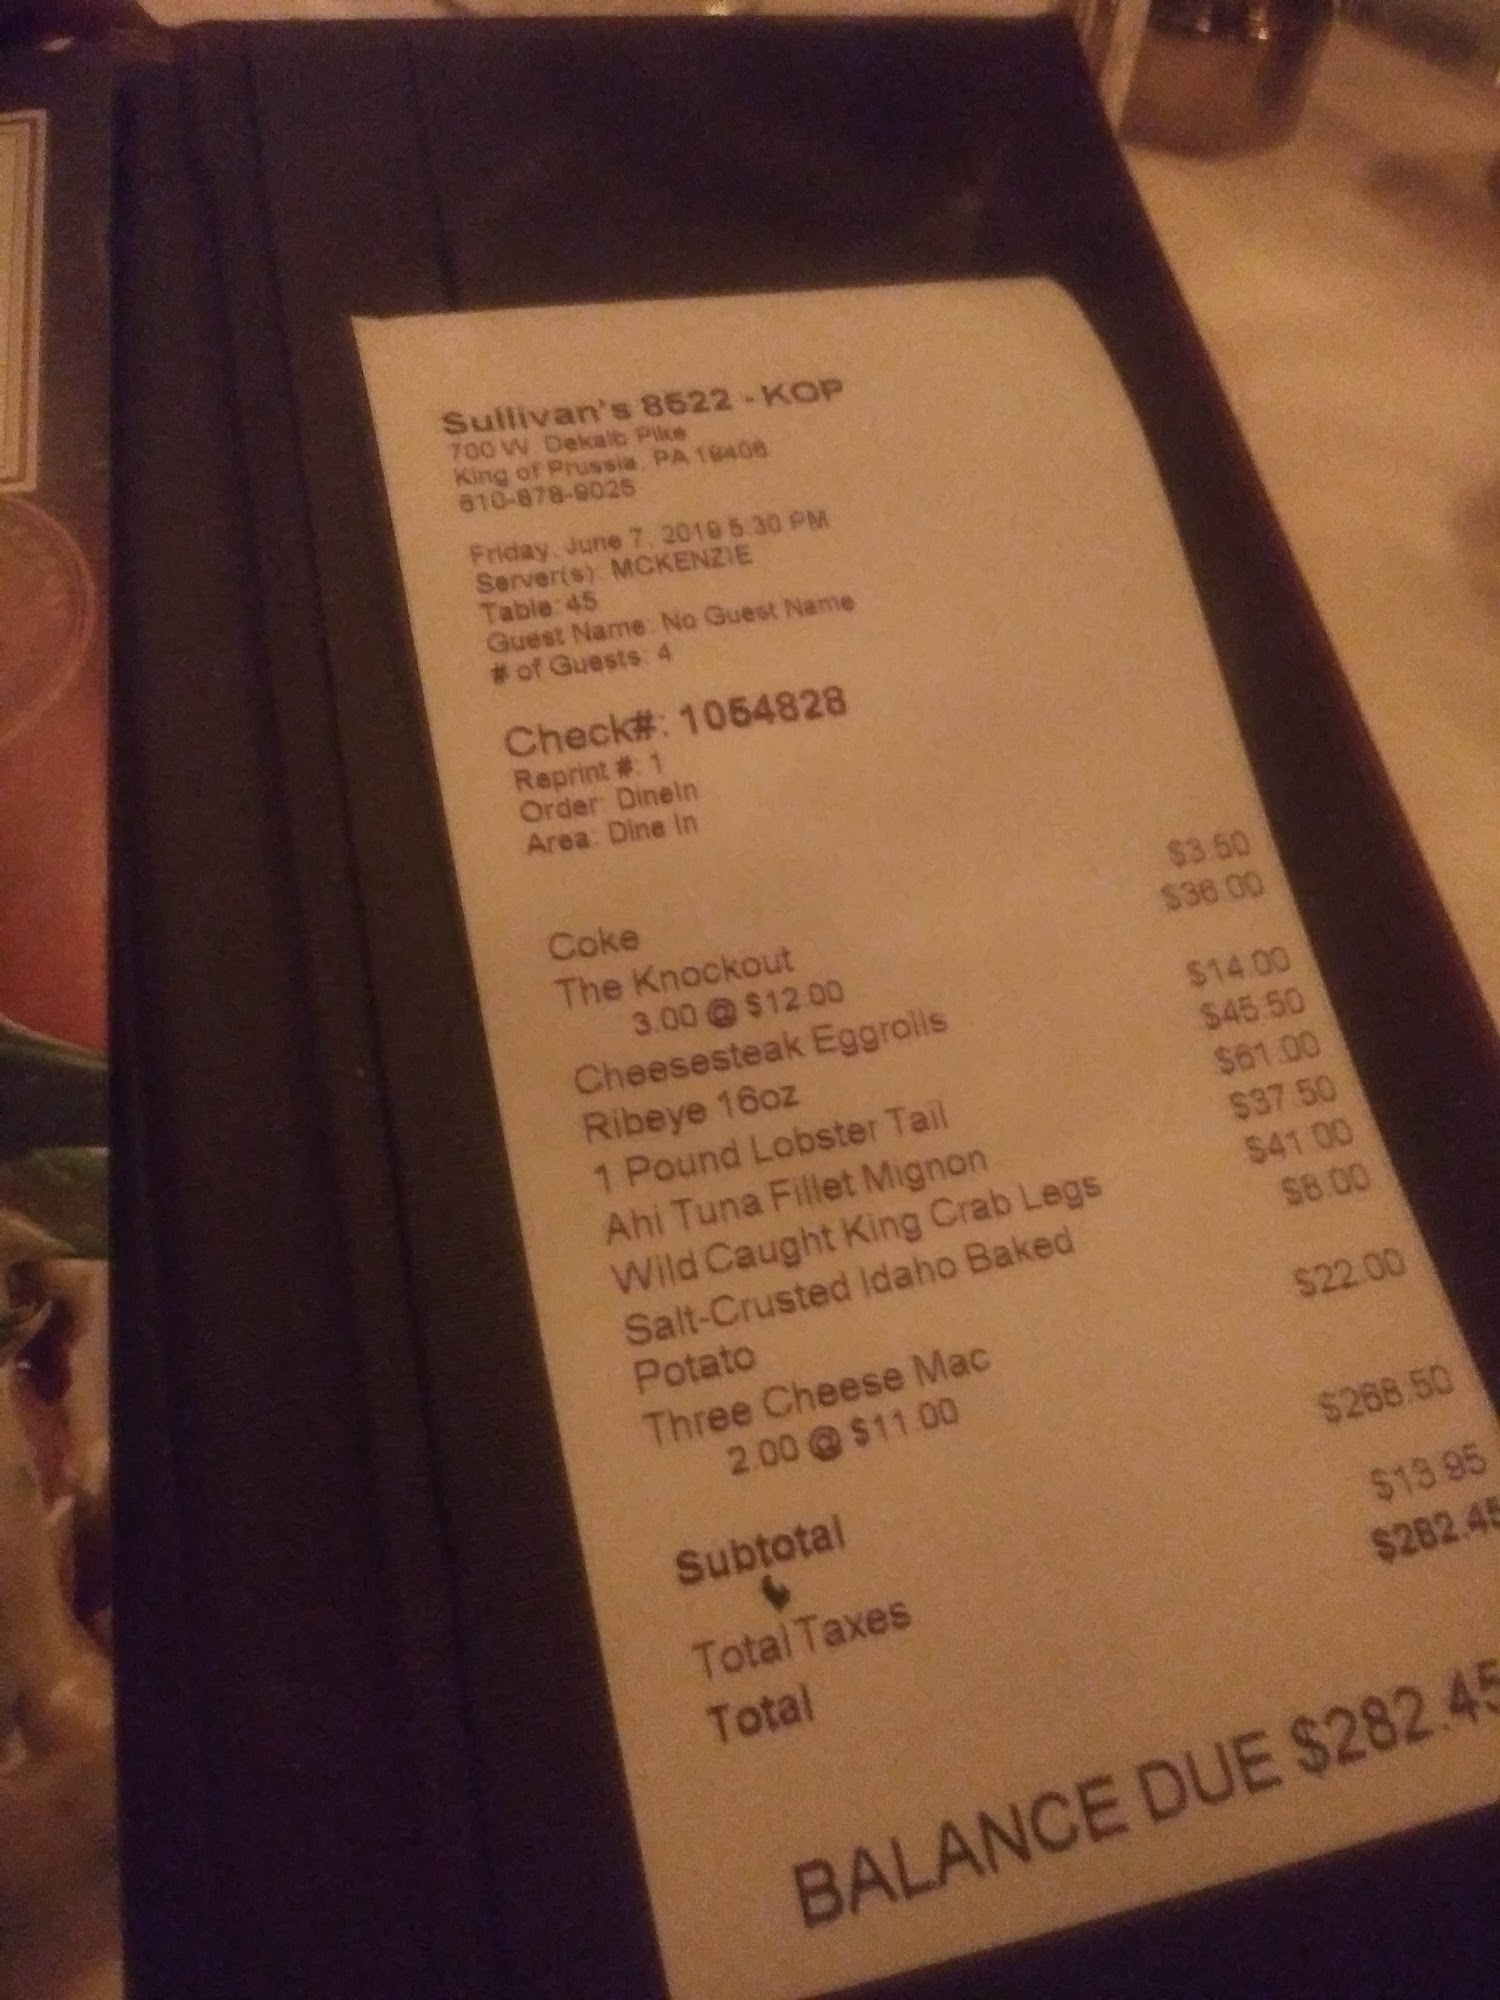 Sullivan's 8522 - KOP
700 W. Dekalb Pike
King of Prussia, PA 19406
610-878-9025
Friday, June 7, 2019 5:30 PM
Server(s): MCKENZIE
Table: 45
Guest Name: No Guest Name
# of Guests: 4
Check#: 1054828
Reprint #: 1
Order: DineIn
Area: Dine In
Coke $3.50
The Knockout $36.00
3.00 @ $12.00
Cheesesteak Eggrolls $14.00
Ribeye 16oz $45.50
1 Pound Lobster Tail $61.00
Ahi Tuna Fillet Mignon $37.50
Wild Caught King Crab Legs $41.00
Salt-Crusted Idaho Baked $8.00
Potato
Three Cheese Mac $22.00
2.00 @ $11.00
Subtotal $268.50
Total Taxes $13.95
Total $282.45
BALANCE DUE $282.45